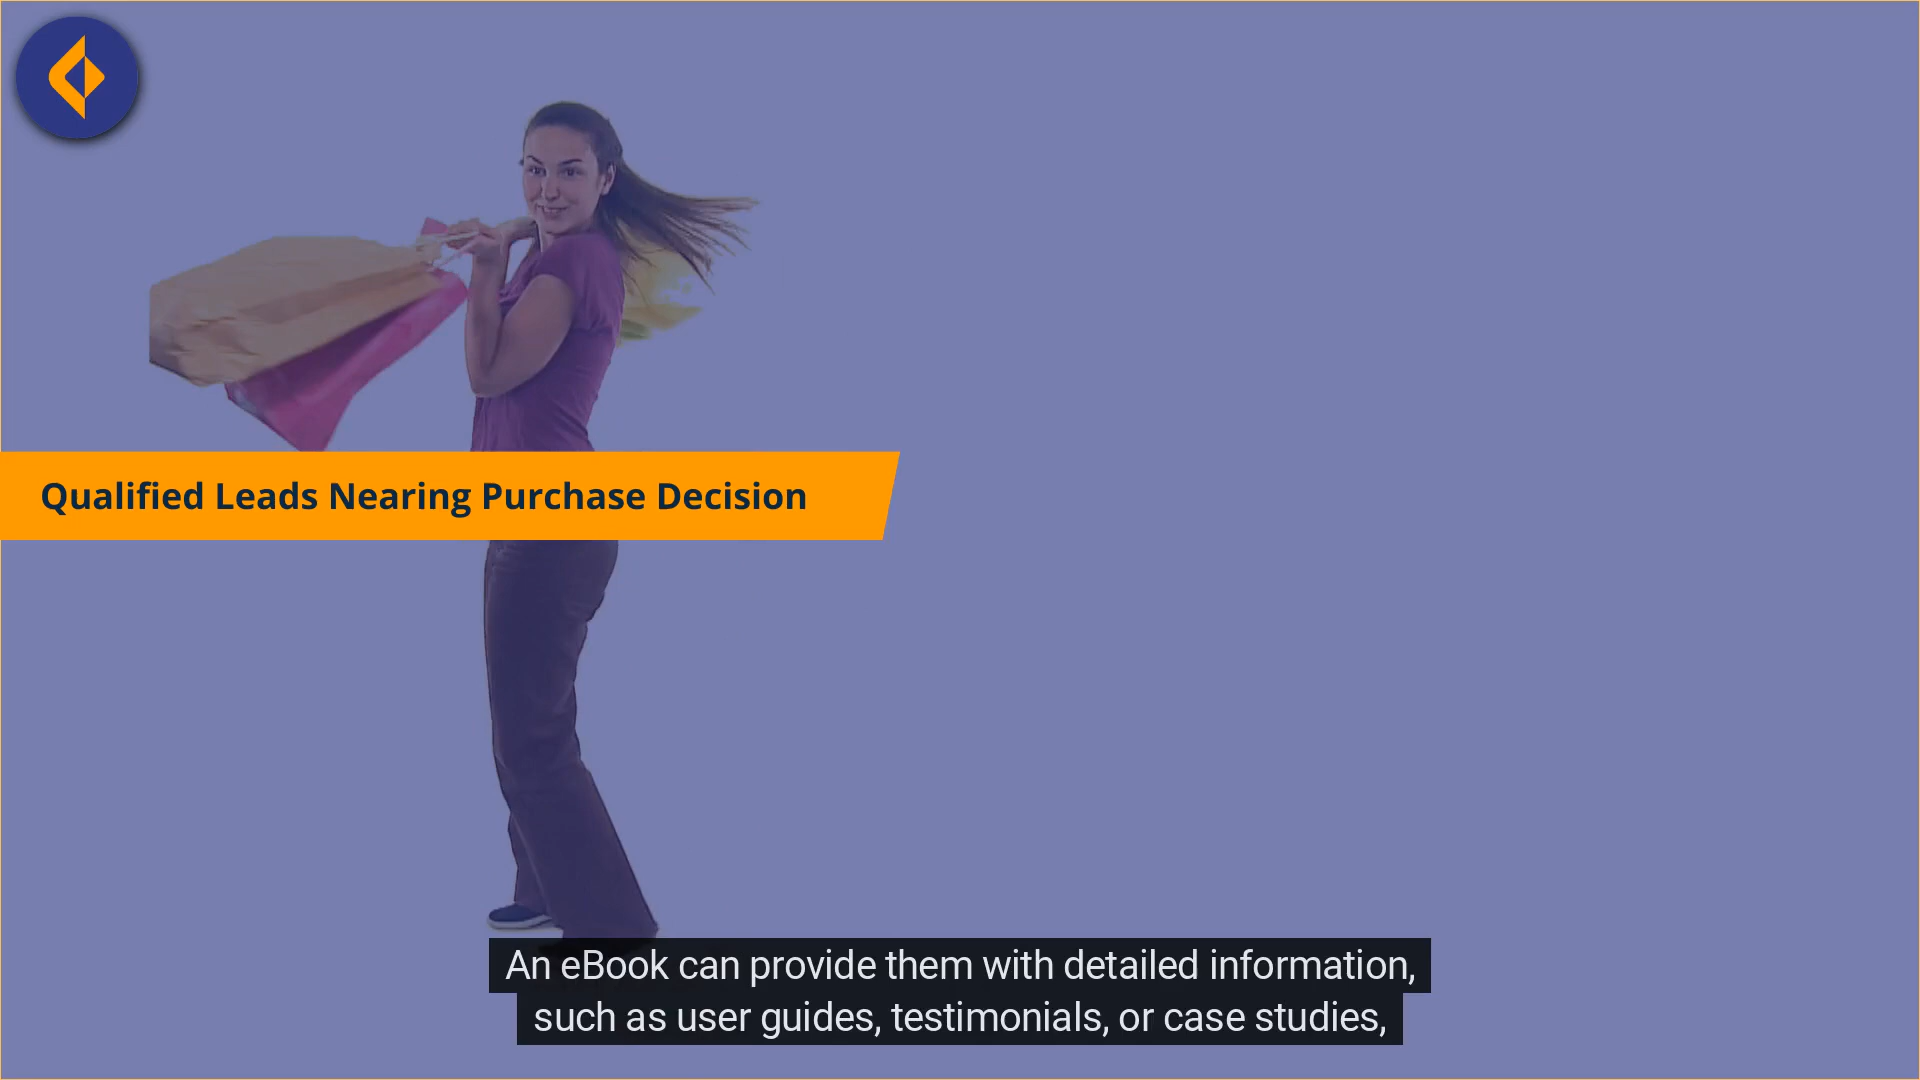 Qualified Leads Nearing Purchase Decision
An eBook can provide them with detailed information,
such as user guides, testimonials, or case studies,